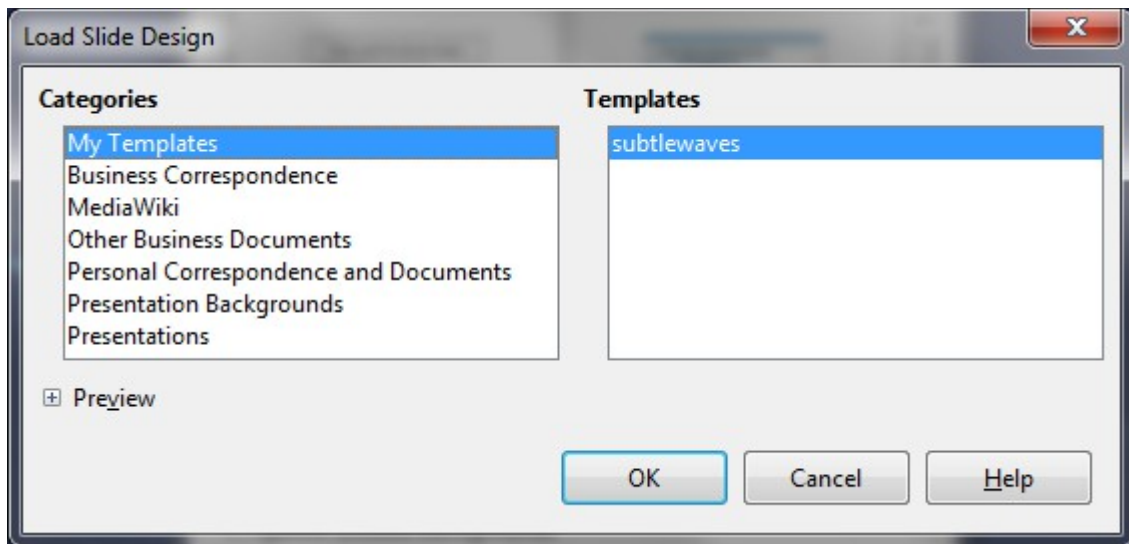 Load Slide Design
Categories
My Templates
Business Correspondence
MediaWiki
Other Business Documents
Personal Correspondence and Documents
Presentation Backgrounds
Presentations
Templates
subtlewaves
Preview
OK Cancel Help